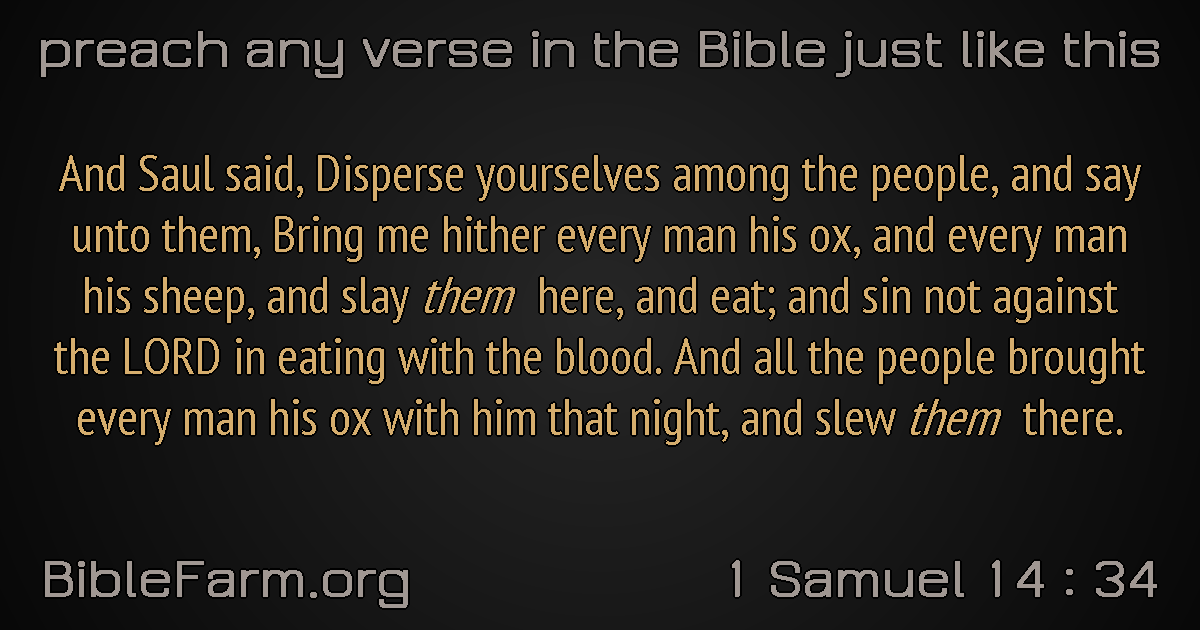 preach any verse in the Bible just like this
And Saul said, Disperse yourselves among the people, and say
unto them, Bring me hither every man his ox, and every man
his sheep, and slay them here, and eat; and sin not against
the LORD in eating with the blood. And all the people brought
every man his ox with him that night, and slew them there.
BibleFarm.org
1 Samuel 14 : 34